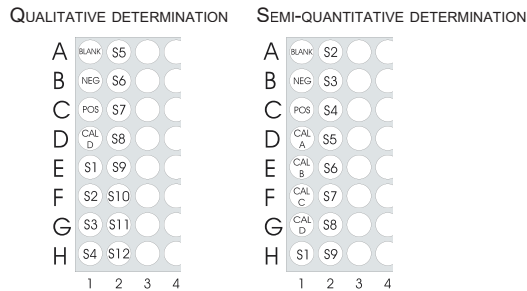 QUALITATIVE DETERMINATION SEMI-QUANTITATIVE DETERMINATION
A BLANK S5 A BLANK S2
B NEG S6 B NEG S3
C POS S7 C POS S4
D CAL D S8 D CAL A S5
E S1 S9 E CAL B S6
F S2 S10 F CAL C S7
G S3 S11 G CAL D S8
H S4 S12 H S1 S9
1 2 3 4 1 2 3 4